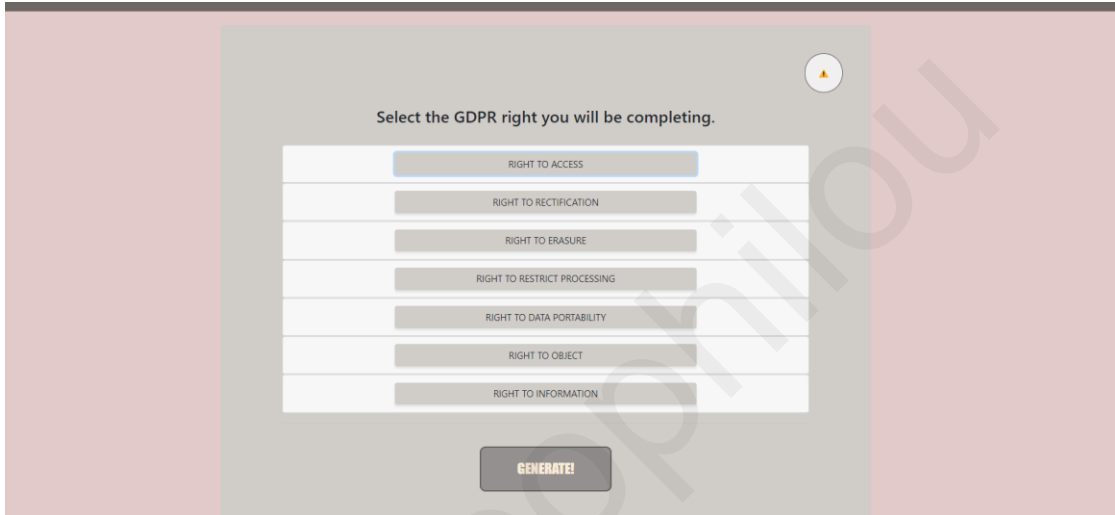 Select the GDPR right you will be completing.
RIGHT TO ACCESS
RIGHT TO RECTIFICATION
RIGHT TO ERASURE
RIGHT TO RESTRICT PROCESSING
RIGHT TO DATA PORTABILITY
RIGHT TO OBJECT
RIGHT TO INFORMATION
GENERATE!
ophilou